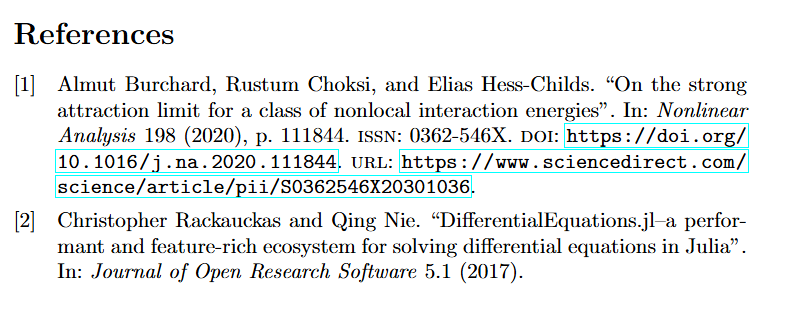 References
[1] Almut Burchard, Rustum Choksi, and Elias Hess-Childs. “On the strong
attraction limit for a class of nonlocal interaction energies”. In: Nonlinear
Analysis 198 (2020), p. 111844. ISSN: 0362-546X. DOI: https://doi.org/
10.1016/j.na.2020.111844. URL: https://www.sciencedirect.com/
science/article/pii/S0362546X20301036.
[2] Christopher Rackauckas and Qing Nie. “DifferentialEquations.jl–a perfor-
mant and feature-rich ecosystem for solving differential equations in Julia”.
In: Journal of Open Research Software 5.1 (2017).